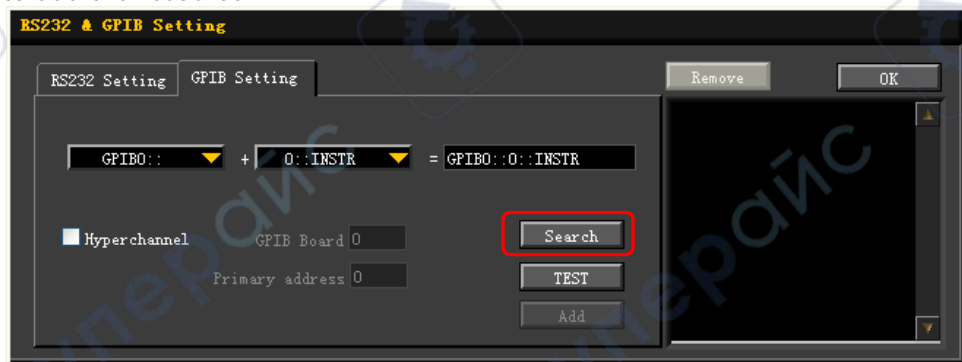 RS232 & GPIB Setting
RS232 Setting GPIB Setting
Remove OK
GPIB0:: + 0::INSTR = GPIB0::0::INSTR
Hyperchannel GPIB Board 0 Search
Primary address 0 TEST
Add